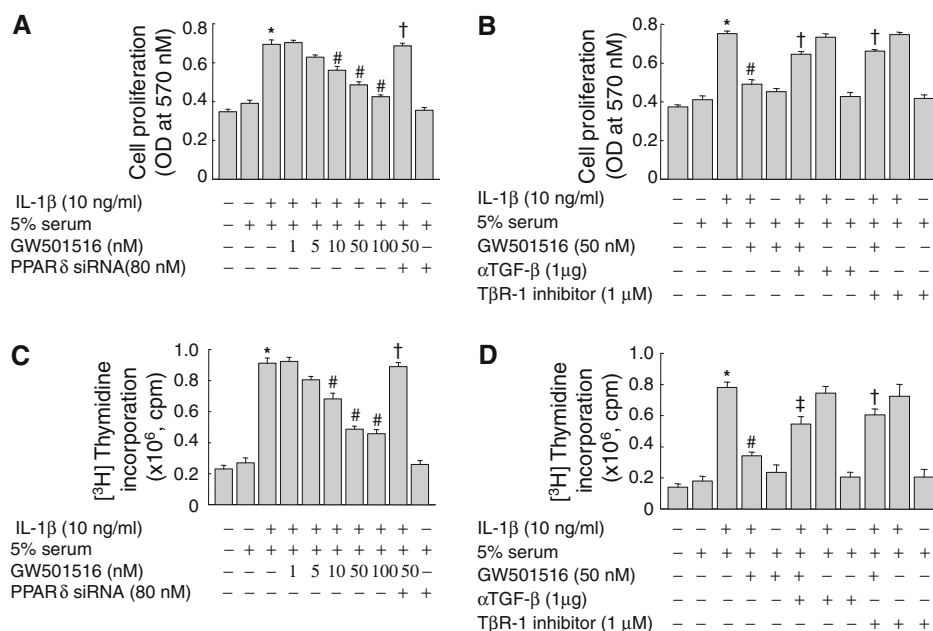 A
Cell proliferation
(OD at 570 nM)
0.8
0.6
0.4
0.2
0
* # # # †
IL-1β (10 ng/ml) − − + + + + + + + −
5% serum − + + + + + + + + +
GW501516 (nM) − − − 1 5 10 50 100 50 −
PPARδ siRNA(80 nM) − − − − − − − − + +
B
Cell proliferation
(OD at 570 nM)
0.8
0.6
0.4
0.2
0
* # † †
IL-1β (10 ng/ml) − − + + − + + − + + −
5% serum − + + + + + + + + + +
GW501516 (50 nM) − − − + + + − − + − −
αTGF-β (1μg) − − − − − + + + − − −
TβR-1 inhibitor (1 μM) − − − − − − − − + + +
C
[³H] Thymidine
incorporation
(x10⁶, cpm)
1.0
0.8
0.6
0.4
0.2
0
* # # # †
IL-1β (10 ng/ml) − − + + + + + + + −
5% serum − + + + + + + + + +
GW501516 (nM) − − − 1 5 10 50 100 50 −
PPARδ siRNA (80 nM) − − − − − − − − + +
D
[³H] Thymidine
incorporation
(x10⁶, cpm)
1.0
0.8
0.6
0.4
0.2
0
* # ‡ †
IL-1β (10 ng/ml) − − + + − + + − + + −
5% serum − + + + + + + + + + +
GW501516 (50 nM) − − − + + + − − + − −
αTGF-β (1μg) − − − − − + + + − − −
TβR-1 inhibitor (1 μM) − − − − − − − − + + +